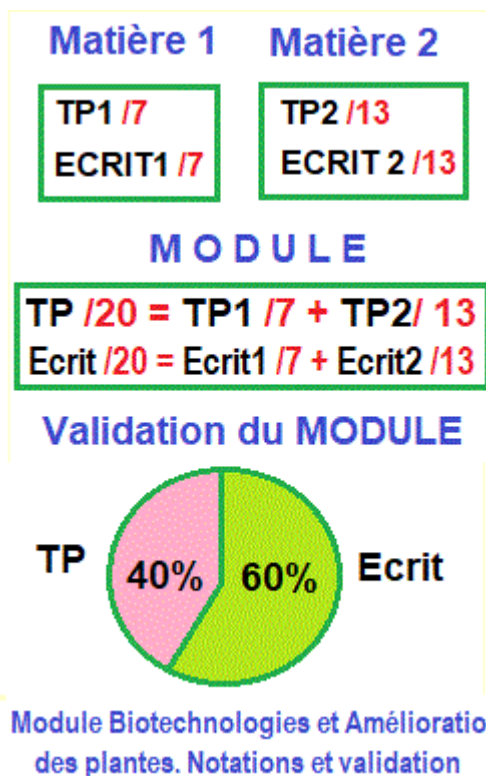 Matière 1 Matière 2
TP1 /7 TP2 /13
ECRIT1 /7 ECRIT 2 /13
MODULE
TP /20 = TP1 /7 + TP2/ 13
Ecrit /20 = Ecrit1 /7 + Ecrit2 /13
Validation du MODULE
TP 40% 60% Ecrit
Module Biotechnologies et Amélioratio
des plantes. Notations et validation